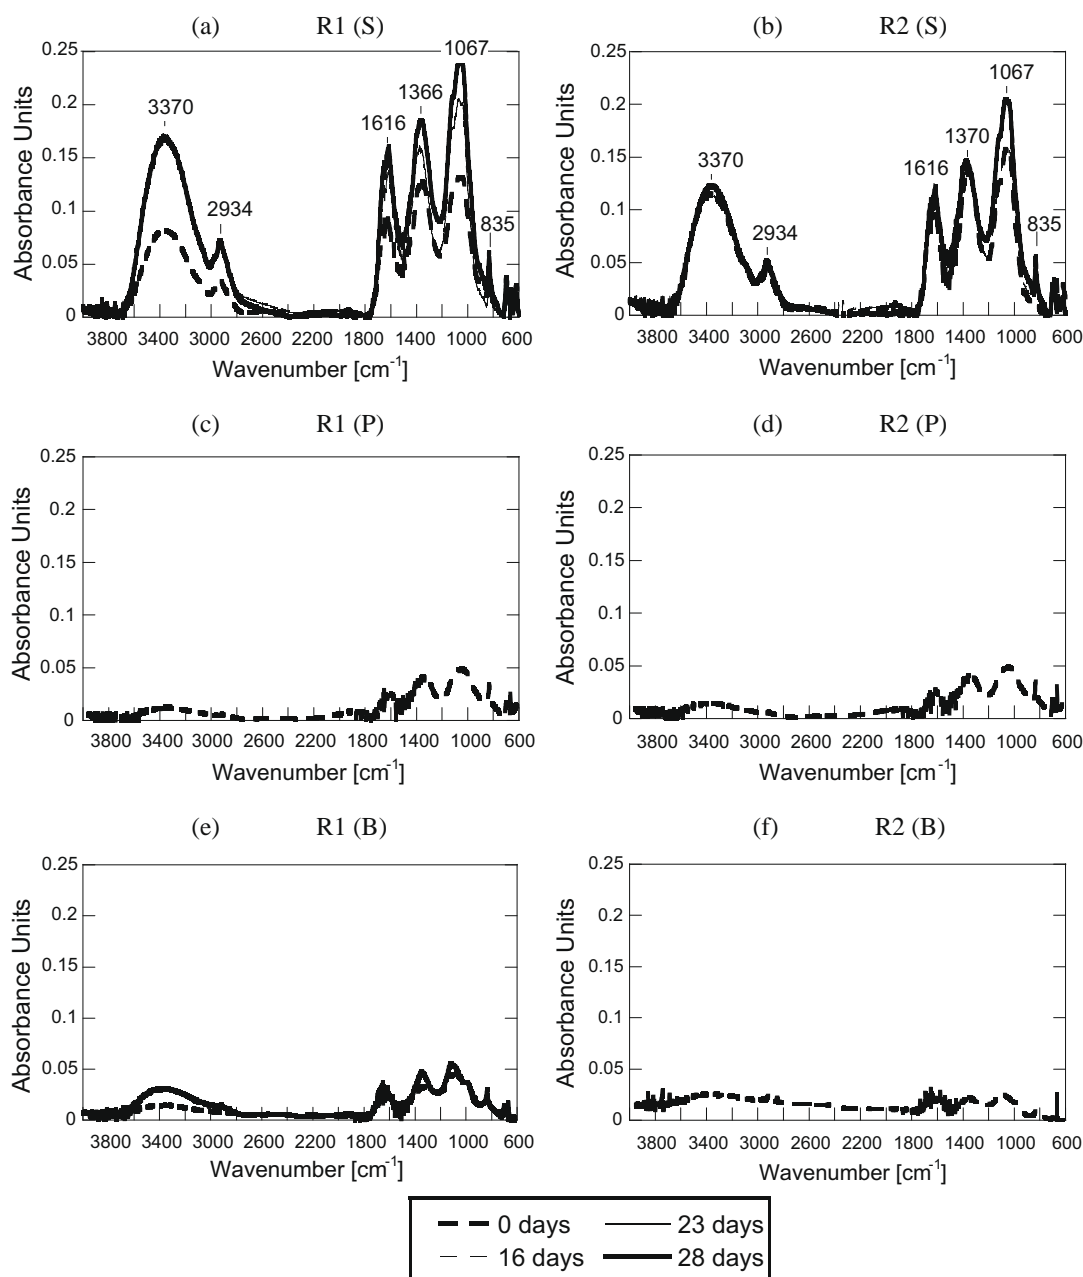 (a) R1 (S)
(b) R2 (S)
Absorbance Units
0.25
0.2
0.15
0.1
0.05
0
3370
2934
1616
1366
1067
835
3800 3400 3000 2600 2200 1800 1400 1000 600
Wavenumber [cm-1]
Absorbance Units
0.25
0.2
0.15
0.1
0.05
0
3370
2934
1616
1370
1067
835
3800 3400 3000 2600 2200 1800 1400 1000 600
Wavenumber [cm-1]
(c) R1 (P)
(d) R2 (P)
Absorbance Units
0.25
0.2
0.15
0.1
0.05
0
3800 3400 3000 2600 2200 1800 1400 1000 600
Wavenumber [cm-1]
Absorbance Units
0.25
0.2
0.15
0.1
0.05
0
3800 3400 3000 2600 2200 1800 1400 1000 600
Wavenumber [cm-1]
(e) R1 (B)
(f) R2 (B)
Absorbance Units
0.25
0.2
0.15
0.1
0.05
0
3800 3400 3000 2600 2200 1800 1400 1000 600
Wavenumber [cm-1]
Absorbance Units
0.25
0.2
0.15
0.1
0.05
0
3800 3400 3000 2600 2200 1800 1400 1000 600
Wavenumber [cm-1]
0 days 23 days
16 days 28 days